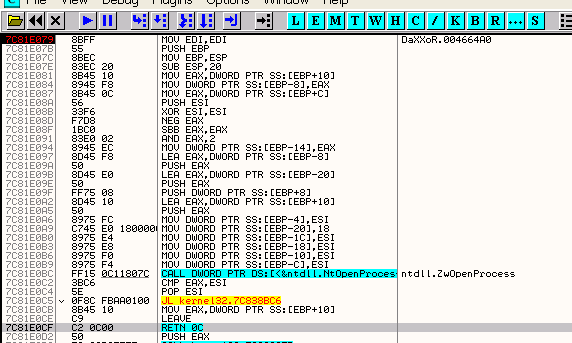 C File View Debug Plugins Options Window Help
L E M T W H C / K B R ... S
7C81E079 8BFF MOV EDI,EDI DaXXoR.004664A0
7C81E07B 55 PUSH EBP
7C81E07C 8BEC MOV EBP,ESP
7C81E07E 83EC 20 SUB ESP,20
7C81E081 8B45 10 MOV EAX,DWORD PTR SS:[EBP+10]
7C81E084 8945 F8 MOV DWORD PTR SS:[EBP-8],EAX
7C81E087 8B45 0C MOV EAX,DWORD PTR SS:[EBP+C]
7C81E08A 56 PUSH ESI
7C81E08B 33F6 XOR ESI,ESI
7C81E08D F7D8 NEG EAX
7C81E08F 1BC0 SBB EAX,EAX
7C81E091 83E0 02 AND EAX,2
7C81E094 8945 EC MOV DWORD PTR SS:[EBP-14],EAX
7C81E097 8D45 F8 LEA EAX,DWORD PTR SS:[EBP-8]
7C81E09A 50 PUSH EAX
7C81E09B 8D45 E0 LEA EAX,DWORD PTR SS:[EBP-20]
7C81E09E 50 PUSH EAX
7C81E09F FF75 08 PUSH DWORD PTR SS:[EBP+8]
7C81E0A2 8D45 10 LEA EAX,DWORD PTR SS:[EBP+10]
7C81E0A5 50 PUSH EAX
7C81E0A6 8975 FC MOV DWORD PTR SS:[EBP-4],ESI
7C81E0A9 C745 E0 1800000 MOV DWORD PTR SS:[EBP-20],18
7C81E0B0 8975 E4 MOV DWORD PTR SS:[EBP-1C],ESI
7C81E0B3 8975 E8 MOV DWORD PTR SS:[EBP-18],ESI
7C81E0B6 8975 F0 MOV DWORD PTR SS:[EBP-10],ESI
7C81E0B9 8975 F4 MOV DWORD PTR SS:[EBP-C],ESI
7C81E0BC FF15 0C11807C CALL DWORD PTR DS:[<&ntdll.NtOpenProces ntdll.ZwOpenProcess
7C81E0C2 3BC6 CMP EAX,ESI
7C81E0C4 5E POP ESI
7C81E0C5 0F8C FBAA0100 JL kernel32.7C838BC6
7C81E0CB 8B45 10 MOV EAX,DWORD PTR SS:[EBP+10]
7C81E0CE C9 LEAVE
7C81E0CF C2 0C00 RETN 0C
7C81E0D2 50 PUSH EAX